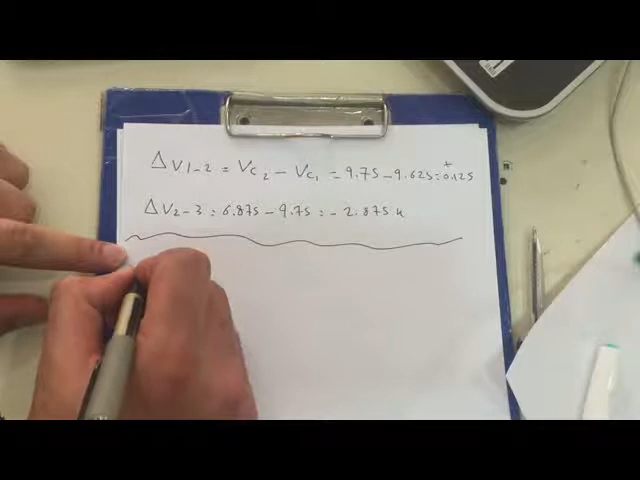 ΔV1-2 = Vc2 - Vc1 = 9.75 - 9.625 = +0.125
ΔV2-3 = 6.875 - 9.75 = - 2.875 u